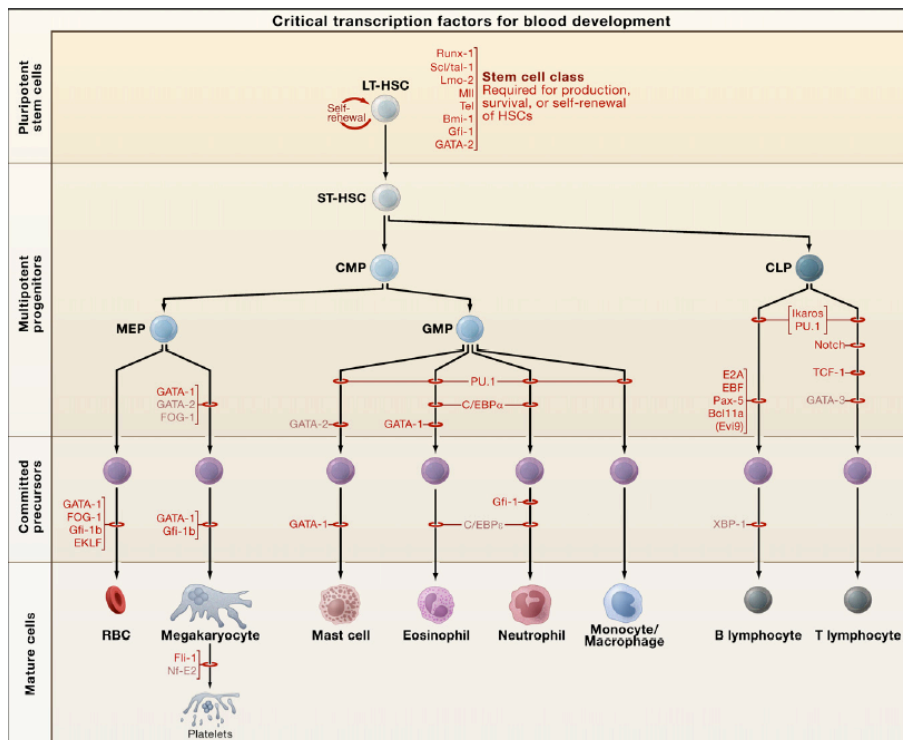 Critical transcription factors for blood development
Pluripotent
stem cells
LT-HSC
Self-
renewal
Runx-1
Scl/tal-1
Lmo-2
Mll
Tel
Bmi-1
Gfi-1
GATA-2
Stem cell class
Required for production,
survival, or self-renewal
of HSCs
Multipotent
progenitors
ST-HSC
CMP
CLP
MEP
GMP
Ikaros
PU.1
Notch
PU.1
TCF-1
E2A
EBF
Pax-5
Bcl11a
(Evi9)
GATA-1
GATA-2
FOG-1
C/EBPα
GATA-3
GATA-2
GATA-1
Committed
precursors
GATA-1
FOG-1
Gfi-1b
EKLF
GATA-1
Gfi-1b
GATA-1
Gfi-1
C/EBPε
XBP-1
Mature cells
RBC
Megakaryocyte
Mast cell
Eosinophil
Neutrophil
Monocyte/
Macrophage
B lymphocyte
T lymphocyte
Fli-1
Nf-E2
Platelets